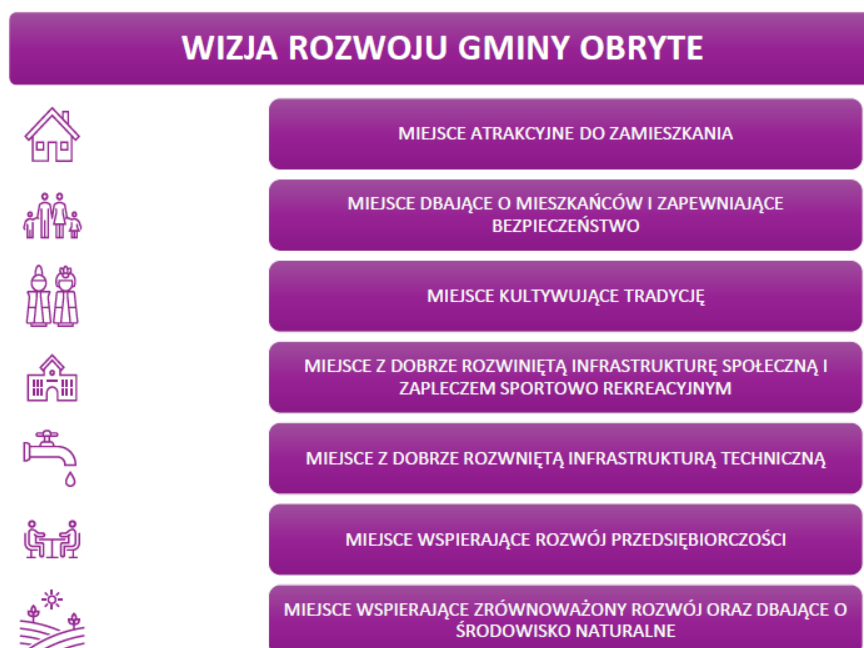 WIZJA ROZWOJU GMINY OBRYTE
MIEJSCE ATRAKCYJNE DO ZAMIESZKANIA
MIEJSCE DBAJĄCE O MIESZKAŃCÓW I ZAPEWNIAJĄCE
BEZPIECZEŃSTWO
MIEJSCE KULTYWUJĄCE TRADYCJĘ
MIEJSCE Z DOBRZE ROZWINIĘTĄ INFRASTRUKTURĘ SPOŁECZNĄ I
ZAPLECZEM SPORTOWO REKREACYJNYM
MIEJSCE Z DOBRZE ROZWNIĘTĄ INFRASTRUKTURĄ TECHNICZNĄ
MIEJSCE WSPIERAJĄCE ROZWÓJ PRZEDSIĘBIORCZOŚCI
MIEJSCE WSPIERAJĄCE ZRÓWNOWAŻONY ROZWÓJ ORAZ DBAJĄCE O
ŚRODOWISKO NATURALNE